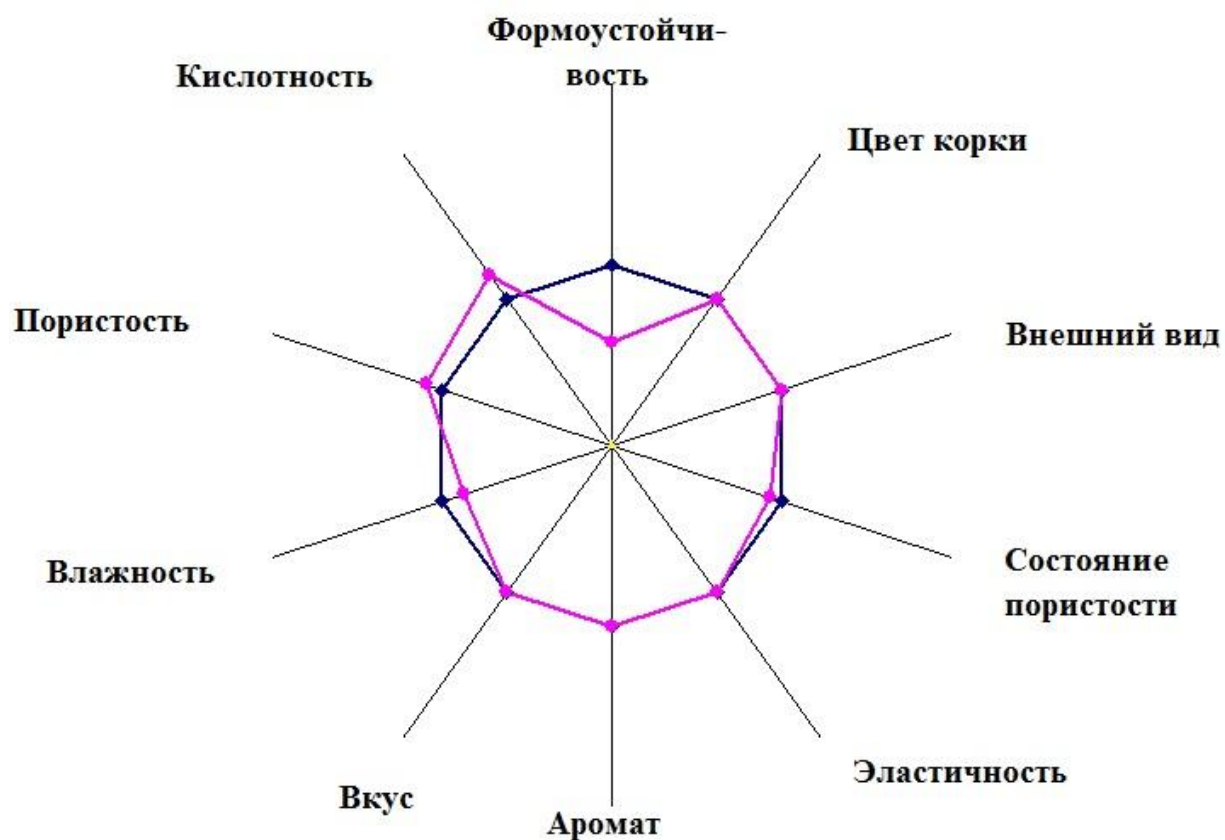 Формоустойчи-
вость
Цвет корки
Внешний вид
Состояние
пористости
Эластичность
Аромат
Вкус
Влажность
Пористость
Кислотность